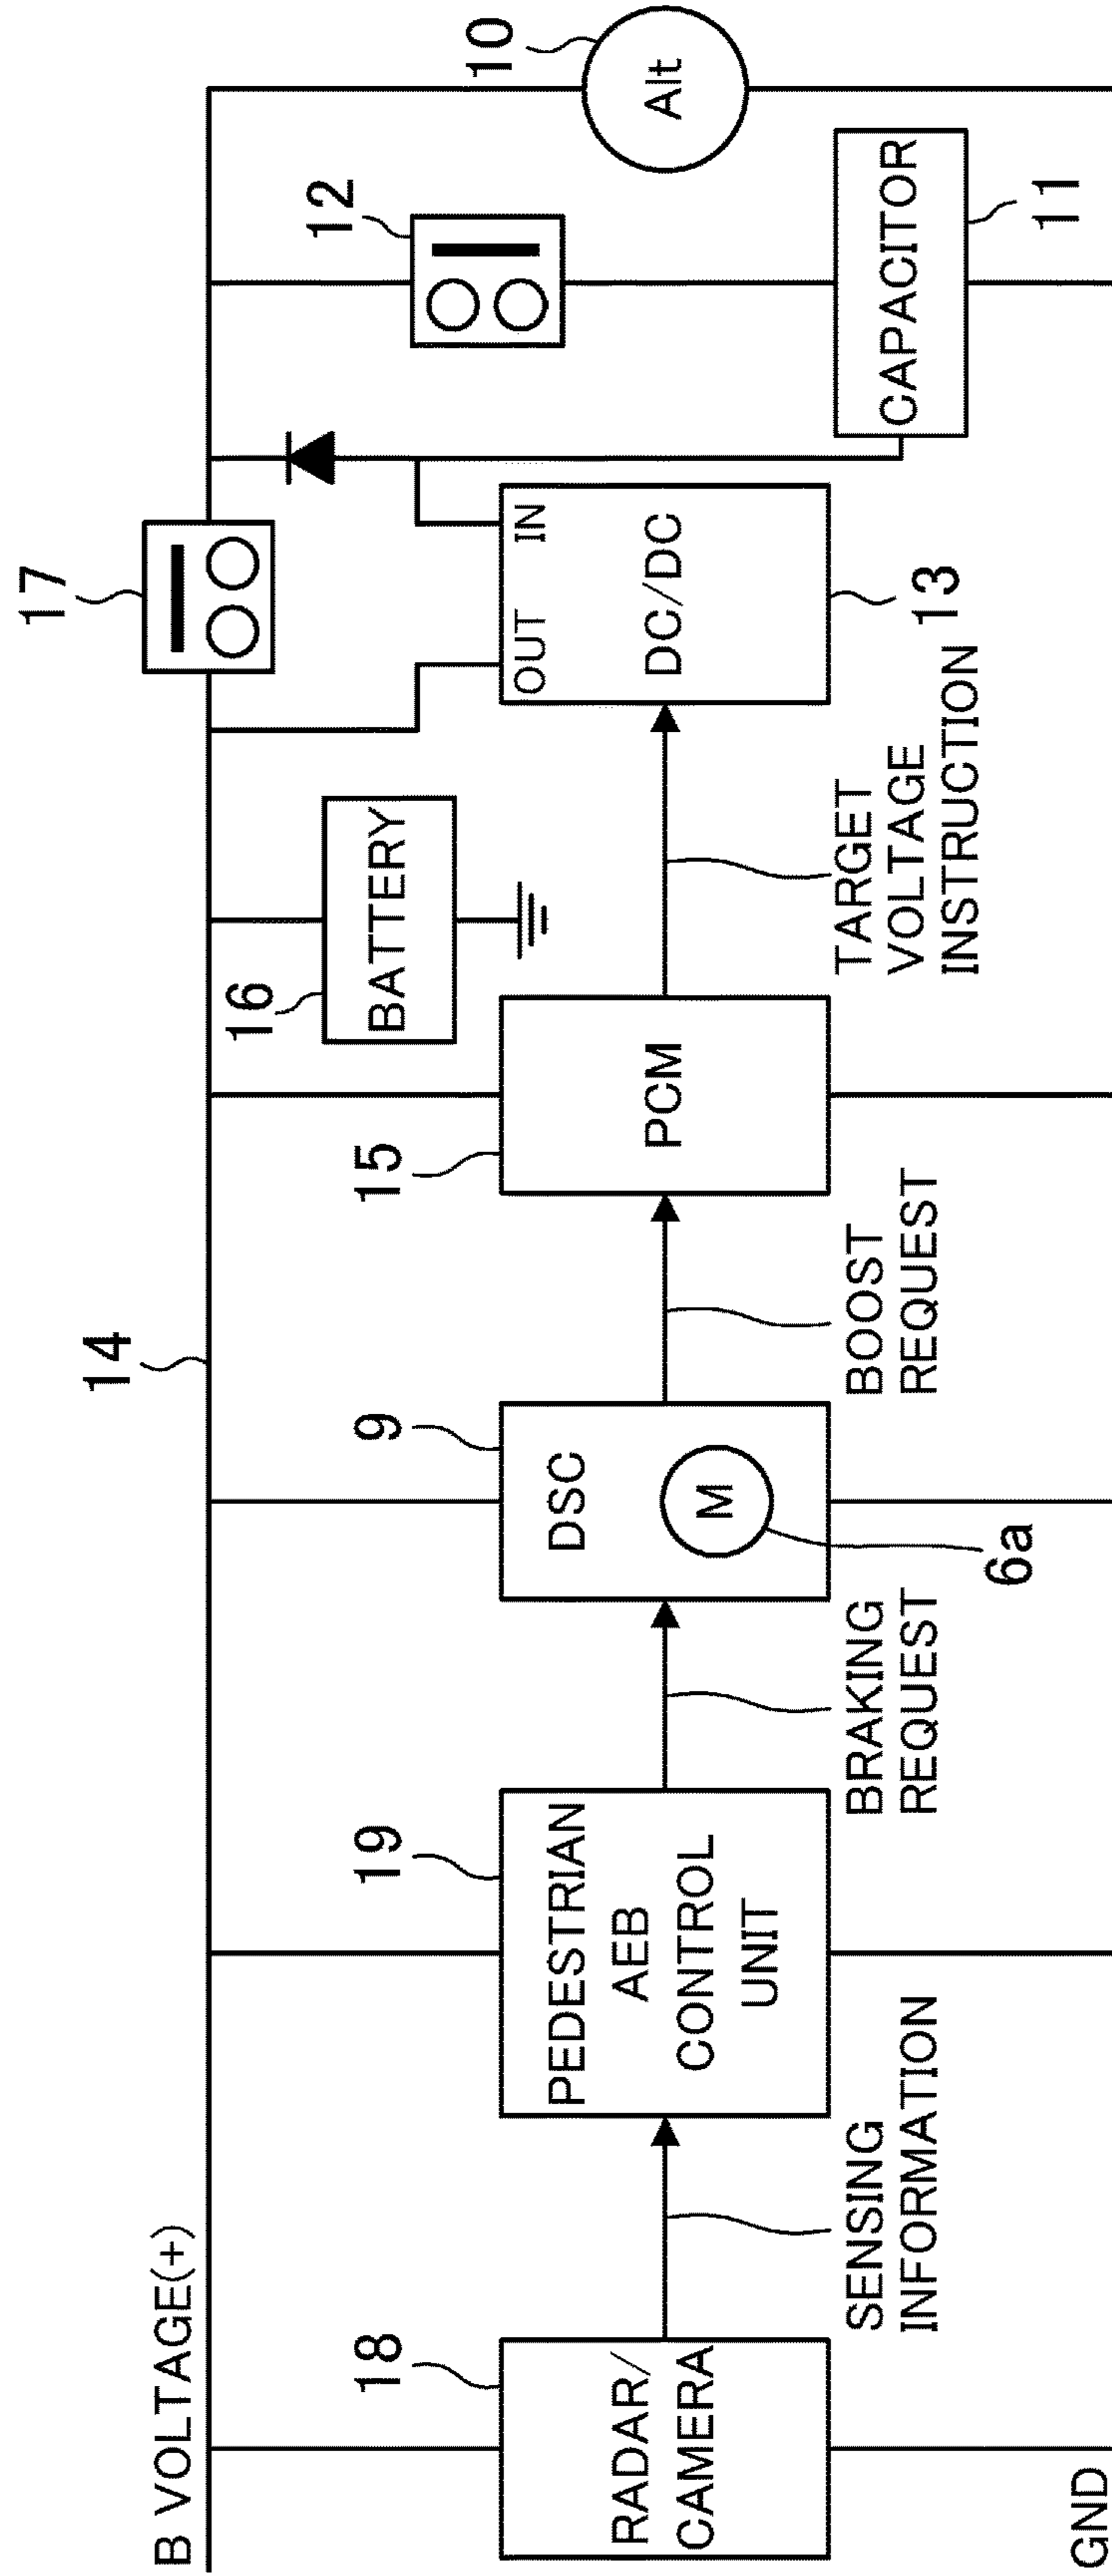 B VOLTAGE(+)
14
17
12
10
Alt
18
RADAR/
CAMERA
SENSING
INFORMATION
19
PEDESTRIAN
AEB
CONTROL
UNIT
BRAKING
REQUEST
9
DSC
M
6a
BOOST
REQUEST
15
PCM
16
BATTERY
TARGET
VOLTAGE
INSTRUCTION
OUT IN
DC/DC
13
CAPACITOR
11
GND